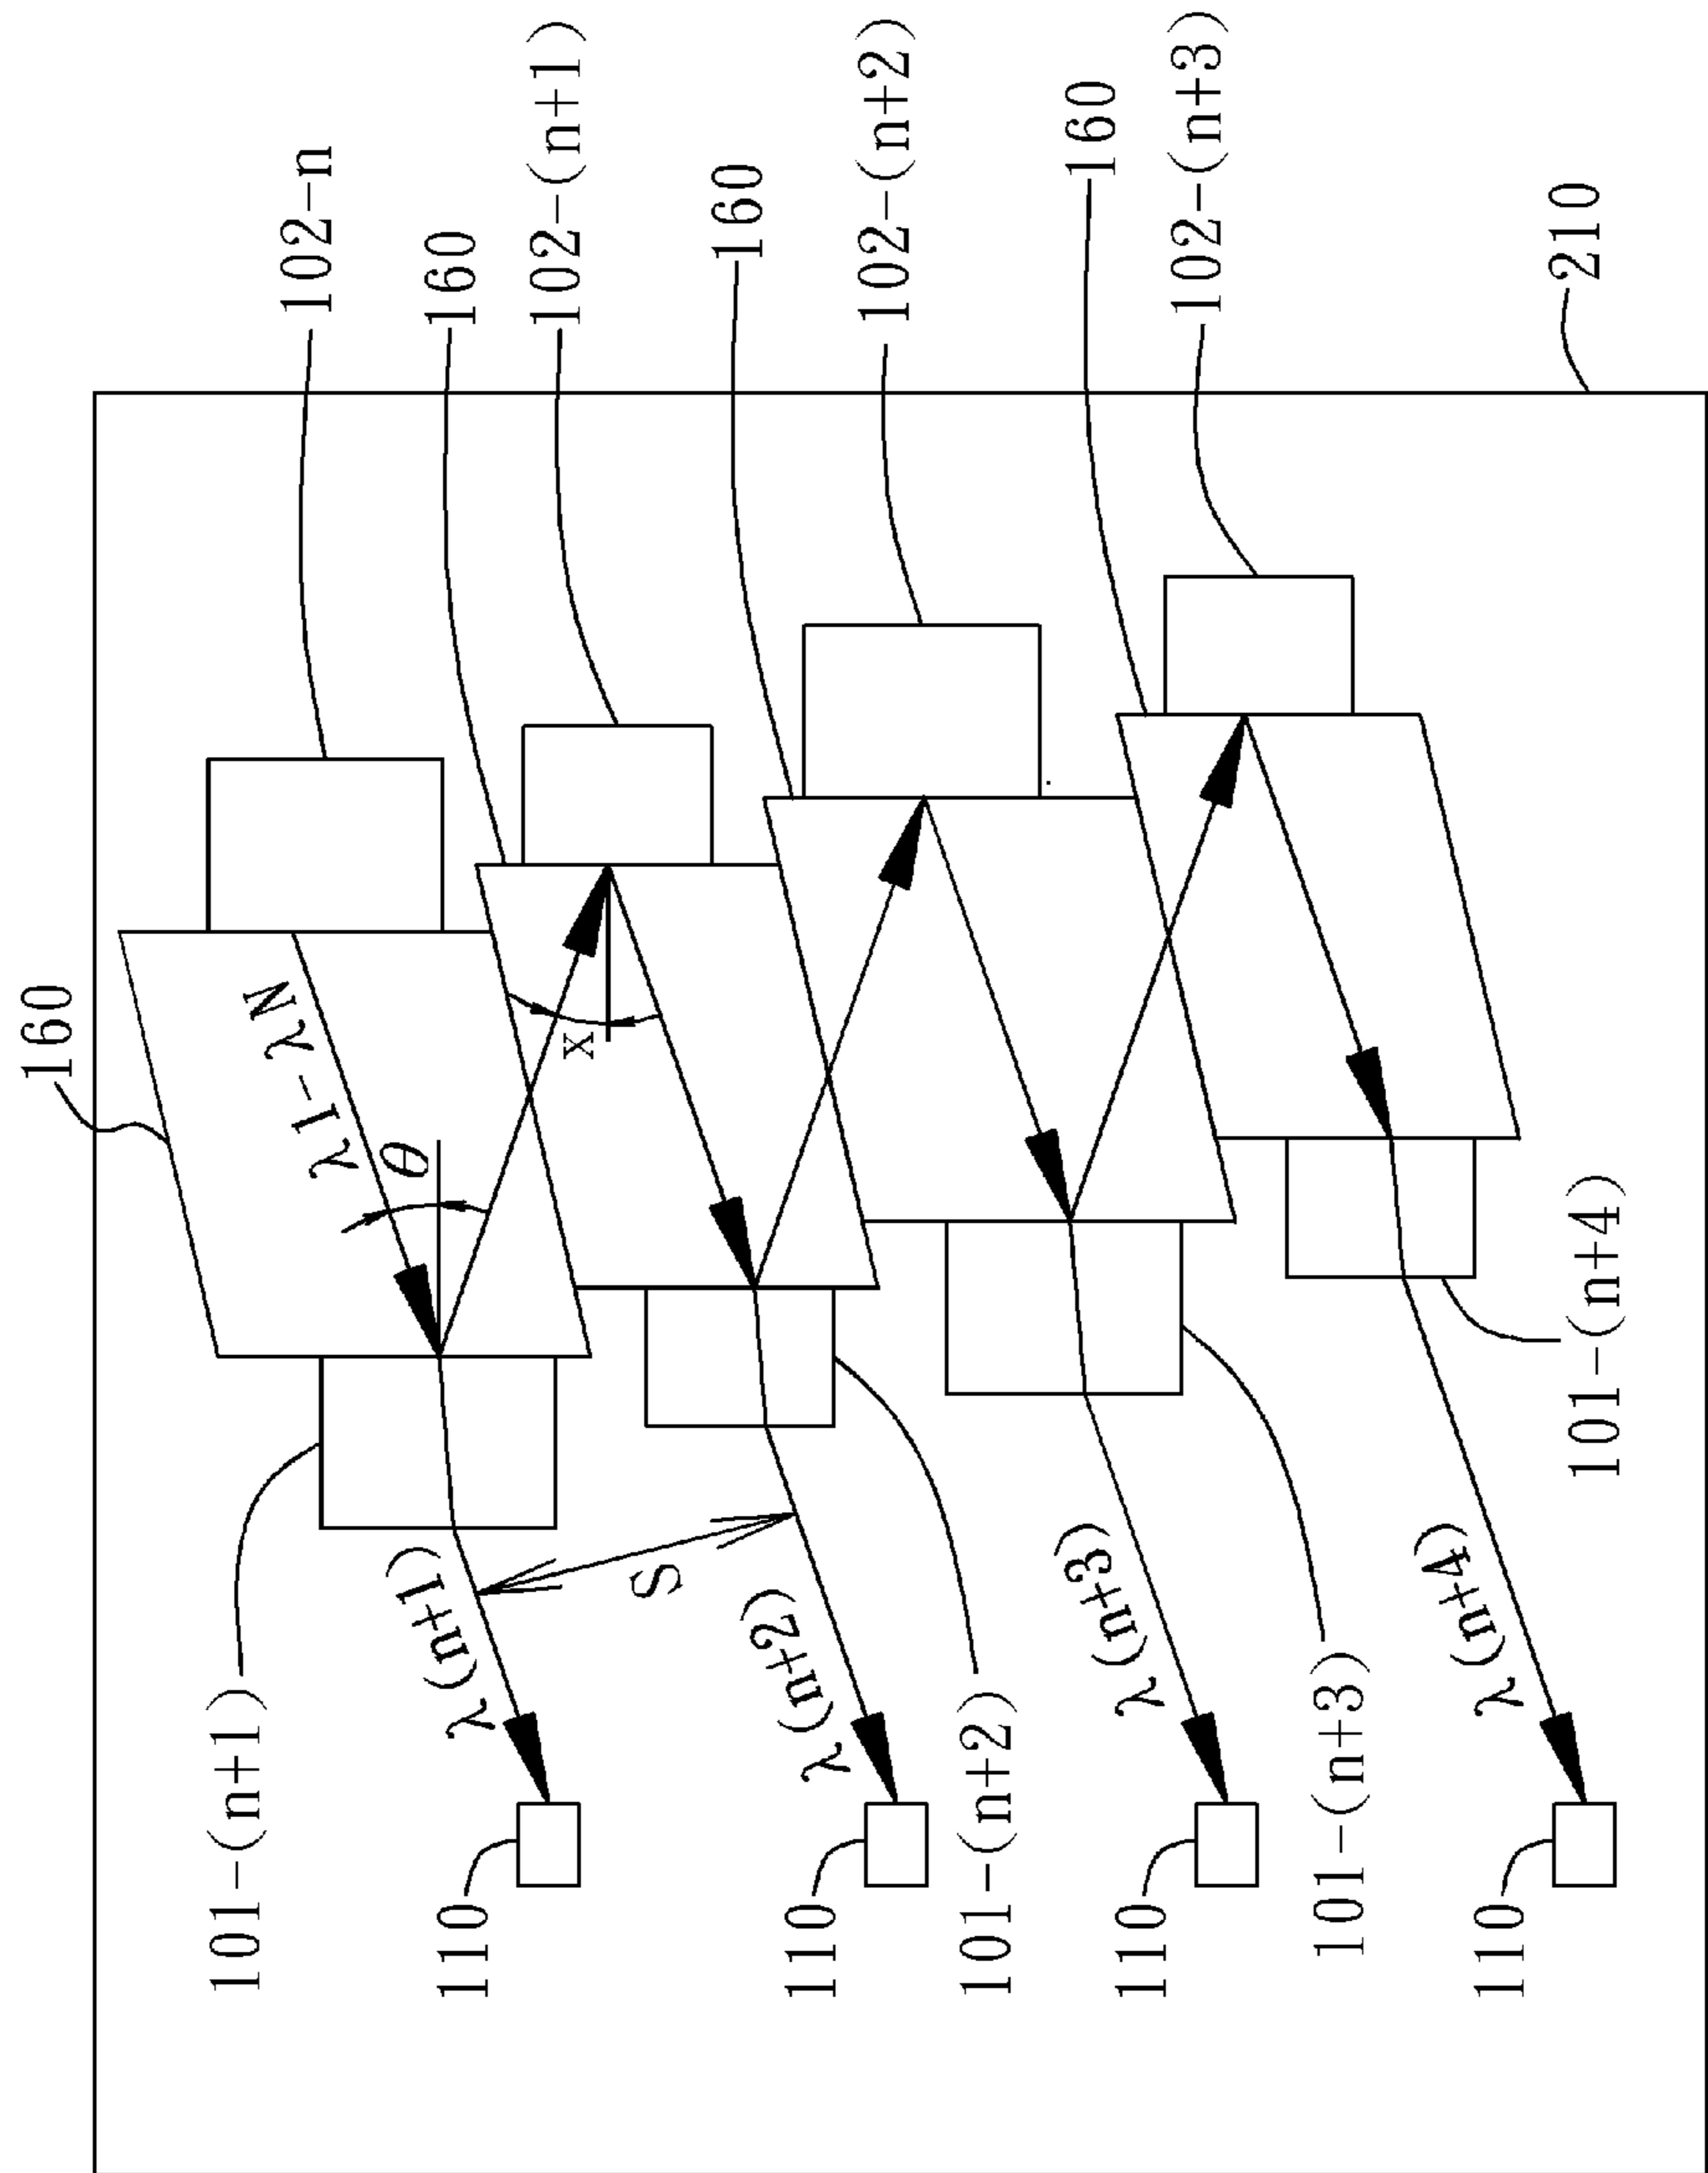 102-n
160
102-(n+1)
160
102-(n+2)
160
102-(n+3)
210
160
λ1-λN
θ
x
S
λ(n+1)
λ(n+2)
λ(n+3)
λ(n+4)
101-(n+4)
101-(n+1)
110
110
101-(n+2)
110
101-(n+3)
110